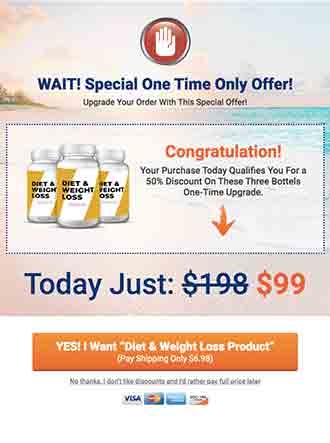 WAIT! Special One Time Only Offer!
Upgrade Your Order With This Special Offer!
Congratulation!
Your Purchase Today Qualifies You For a
50% Discount On These Three Bottels
One-Time Upgrade.
DIET &
WEIGHT
LOSS
DIET &
WEIGHT
LOSS
DIET &
WEIGHT
LOSS
Today Just: $198 $99
YES! I Want "Diet & Weight Loss Product"
(Pay Shipping Only $6.98)
No thanks, I don't like discounts and I'd rather pay full price later
VISA